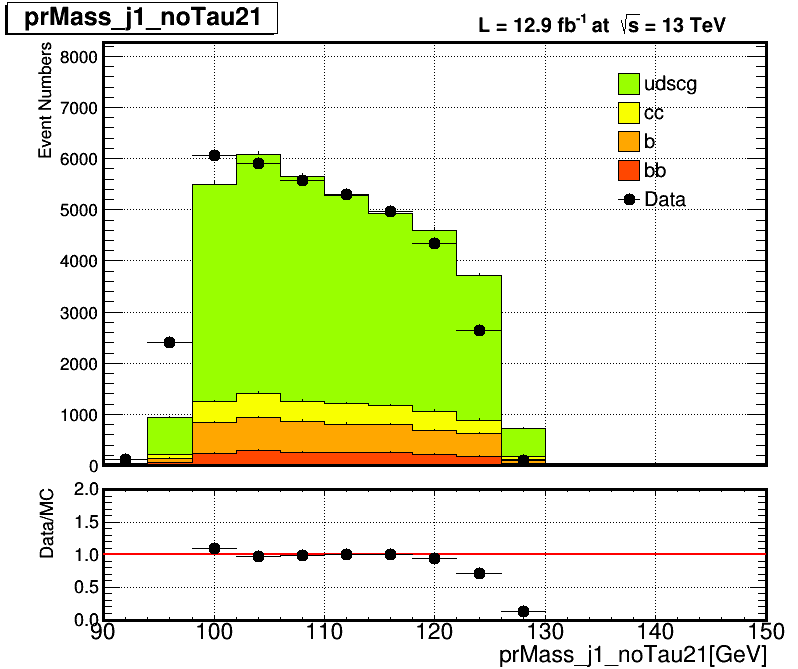 prMass_j1_noTau21
L = 12.9 fb-1 at √s = 13 TeV
Event Numbers
8000
7000
6000
5000
4000
3000
2000
1000
0
udscg
cc
b
bb
Data
Data/MC
2.0
1.5
1.0
0.5
0.0
90 100 110 120 130 140 150
prMass_j1_noTau21[GeV]